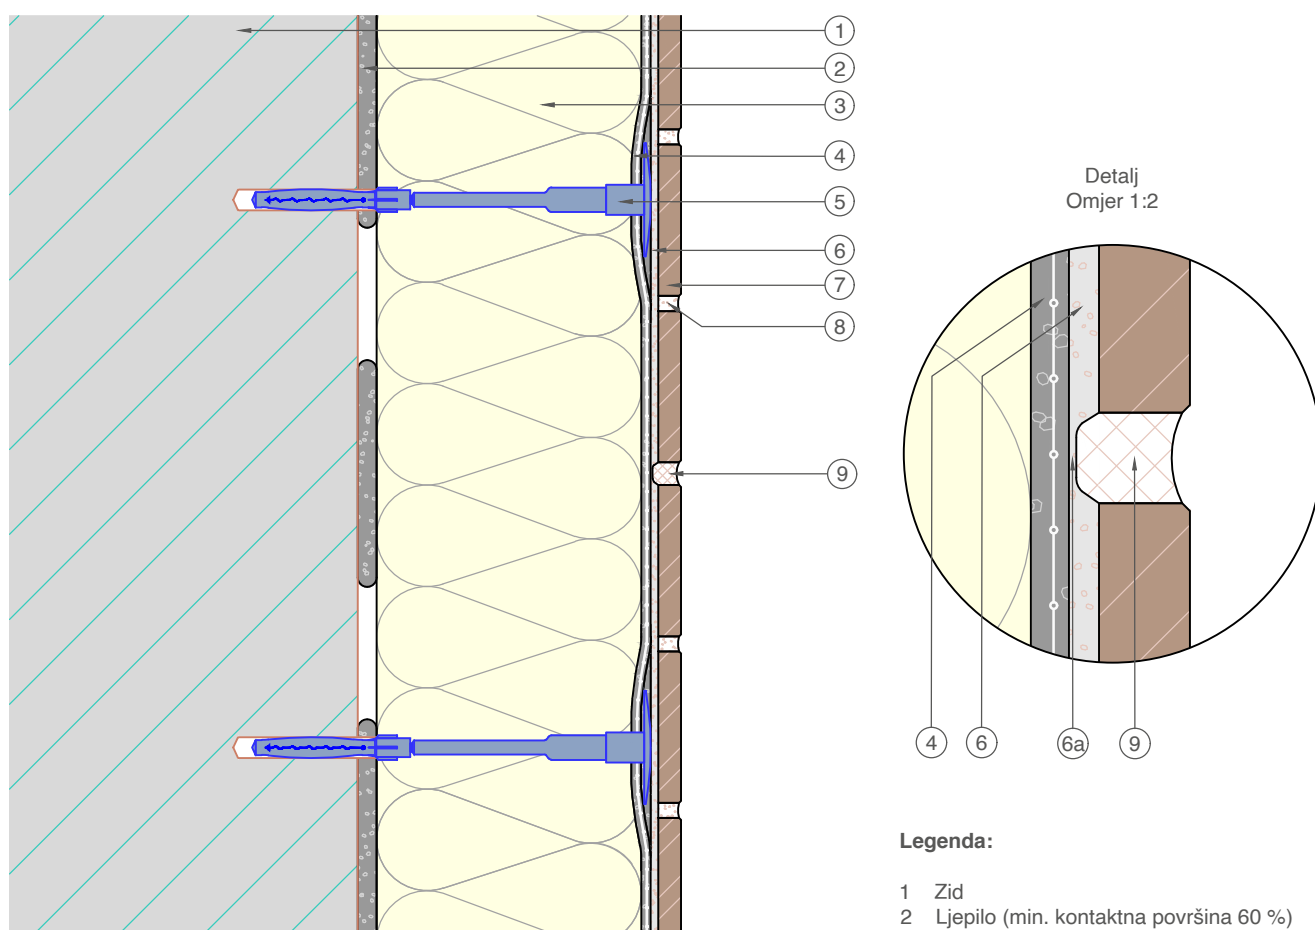 1
2
3
4
5
6
7
8
9
Detalj
Omjer 1:2
4
6
6a
9
Legenda:
1 Zid
2 Ljepilo (min. kontaktna površina 60 %)